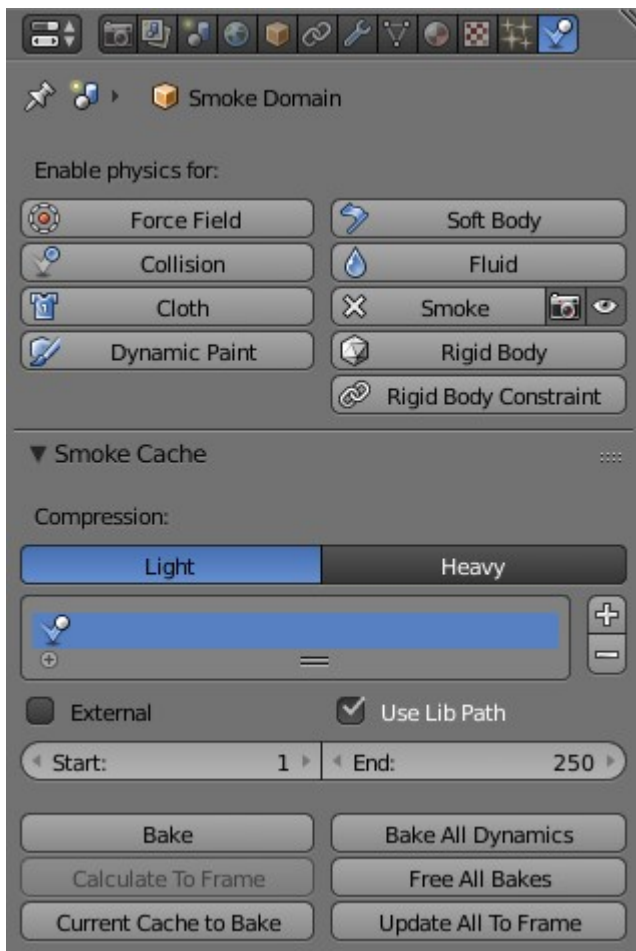 Smoke Domain
Enable physics for:
Force Field Soft Body
Collision Fluid
Cloth Smoke
Dynamic Paint Rigid Body
Rigid Body Constraint
Smoke Cache
Compression:
Light Heavy
External Use Lib Path
Start: 1 End: 250
Bake Bake All Dynamics
Calculate To Frame Free All Bakes
Current Cache to Bake Update All To Frame